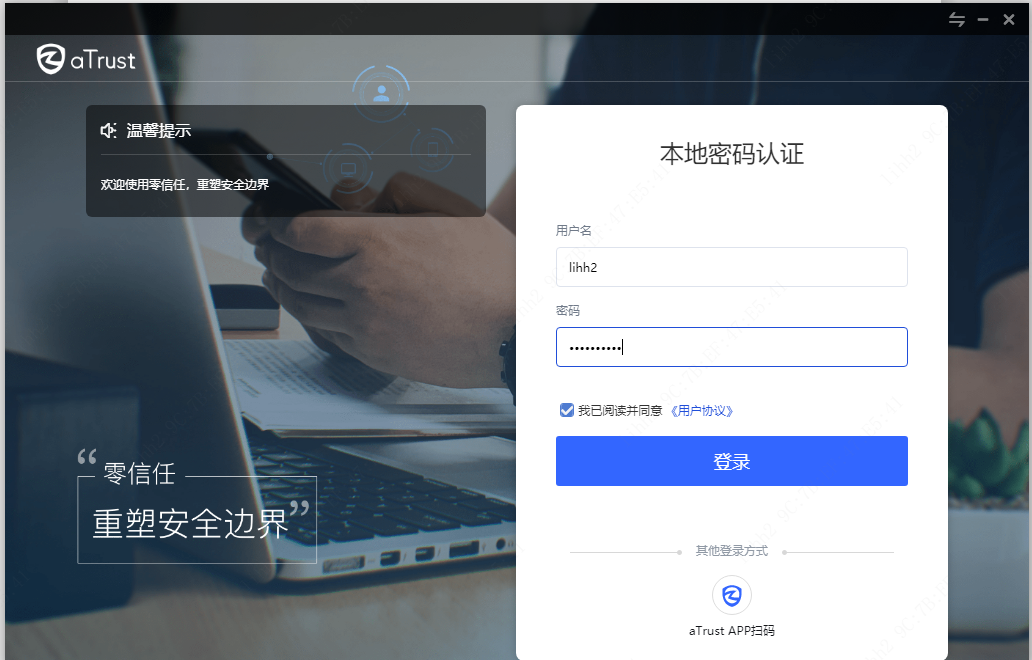 aTrust
温馨提示
欢迎使用零信任，重塑安全边界
“ 零信任
重塑安全边界 ”
本地密码认证
用户名
lihh2
密码
••••••••••
我已阅读并同意 《用户协议》
登录
其他登录方式
aTrust APP扫码